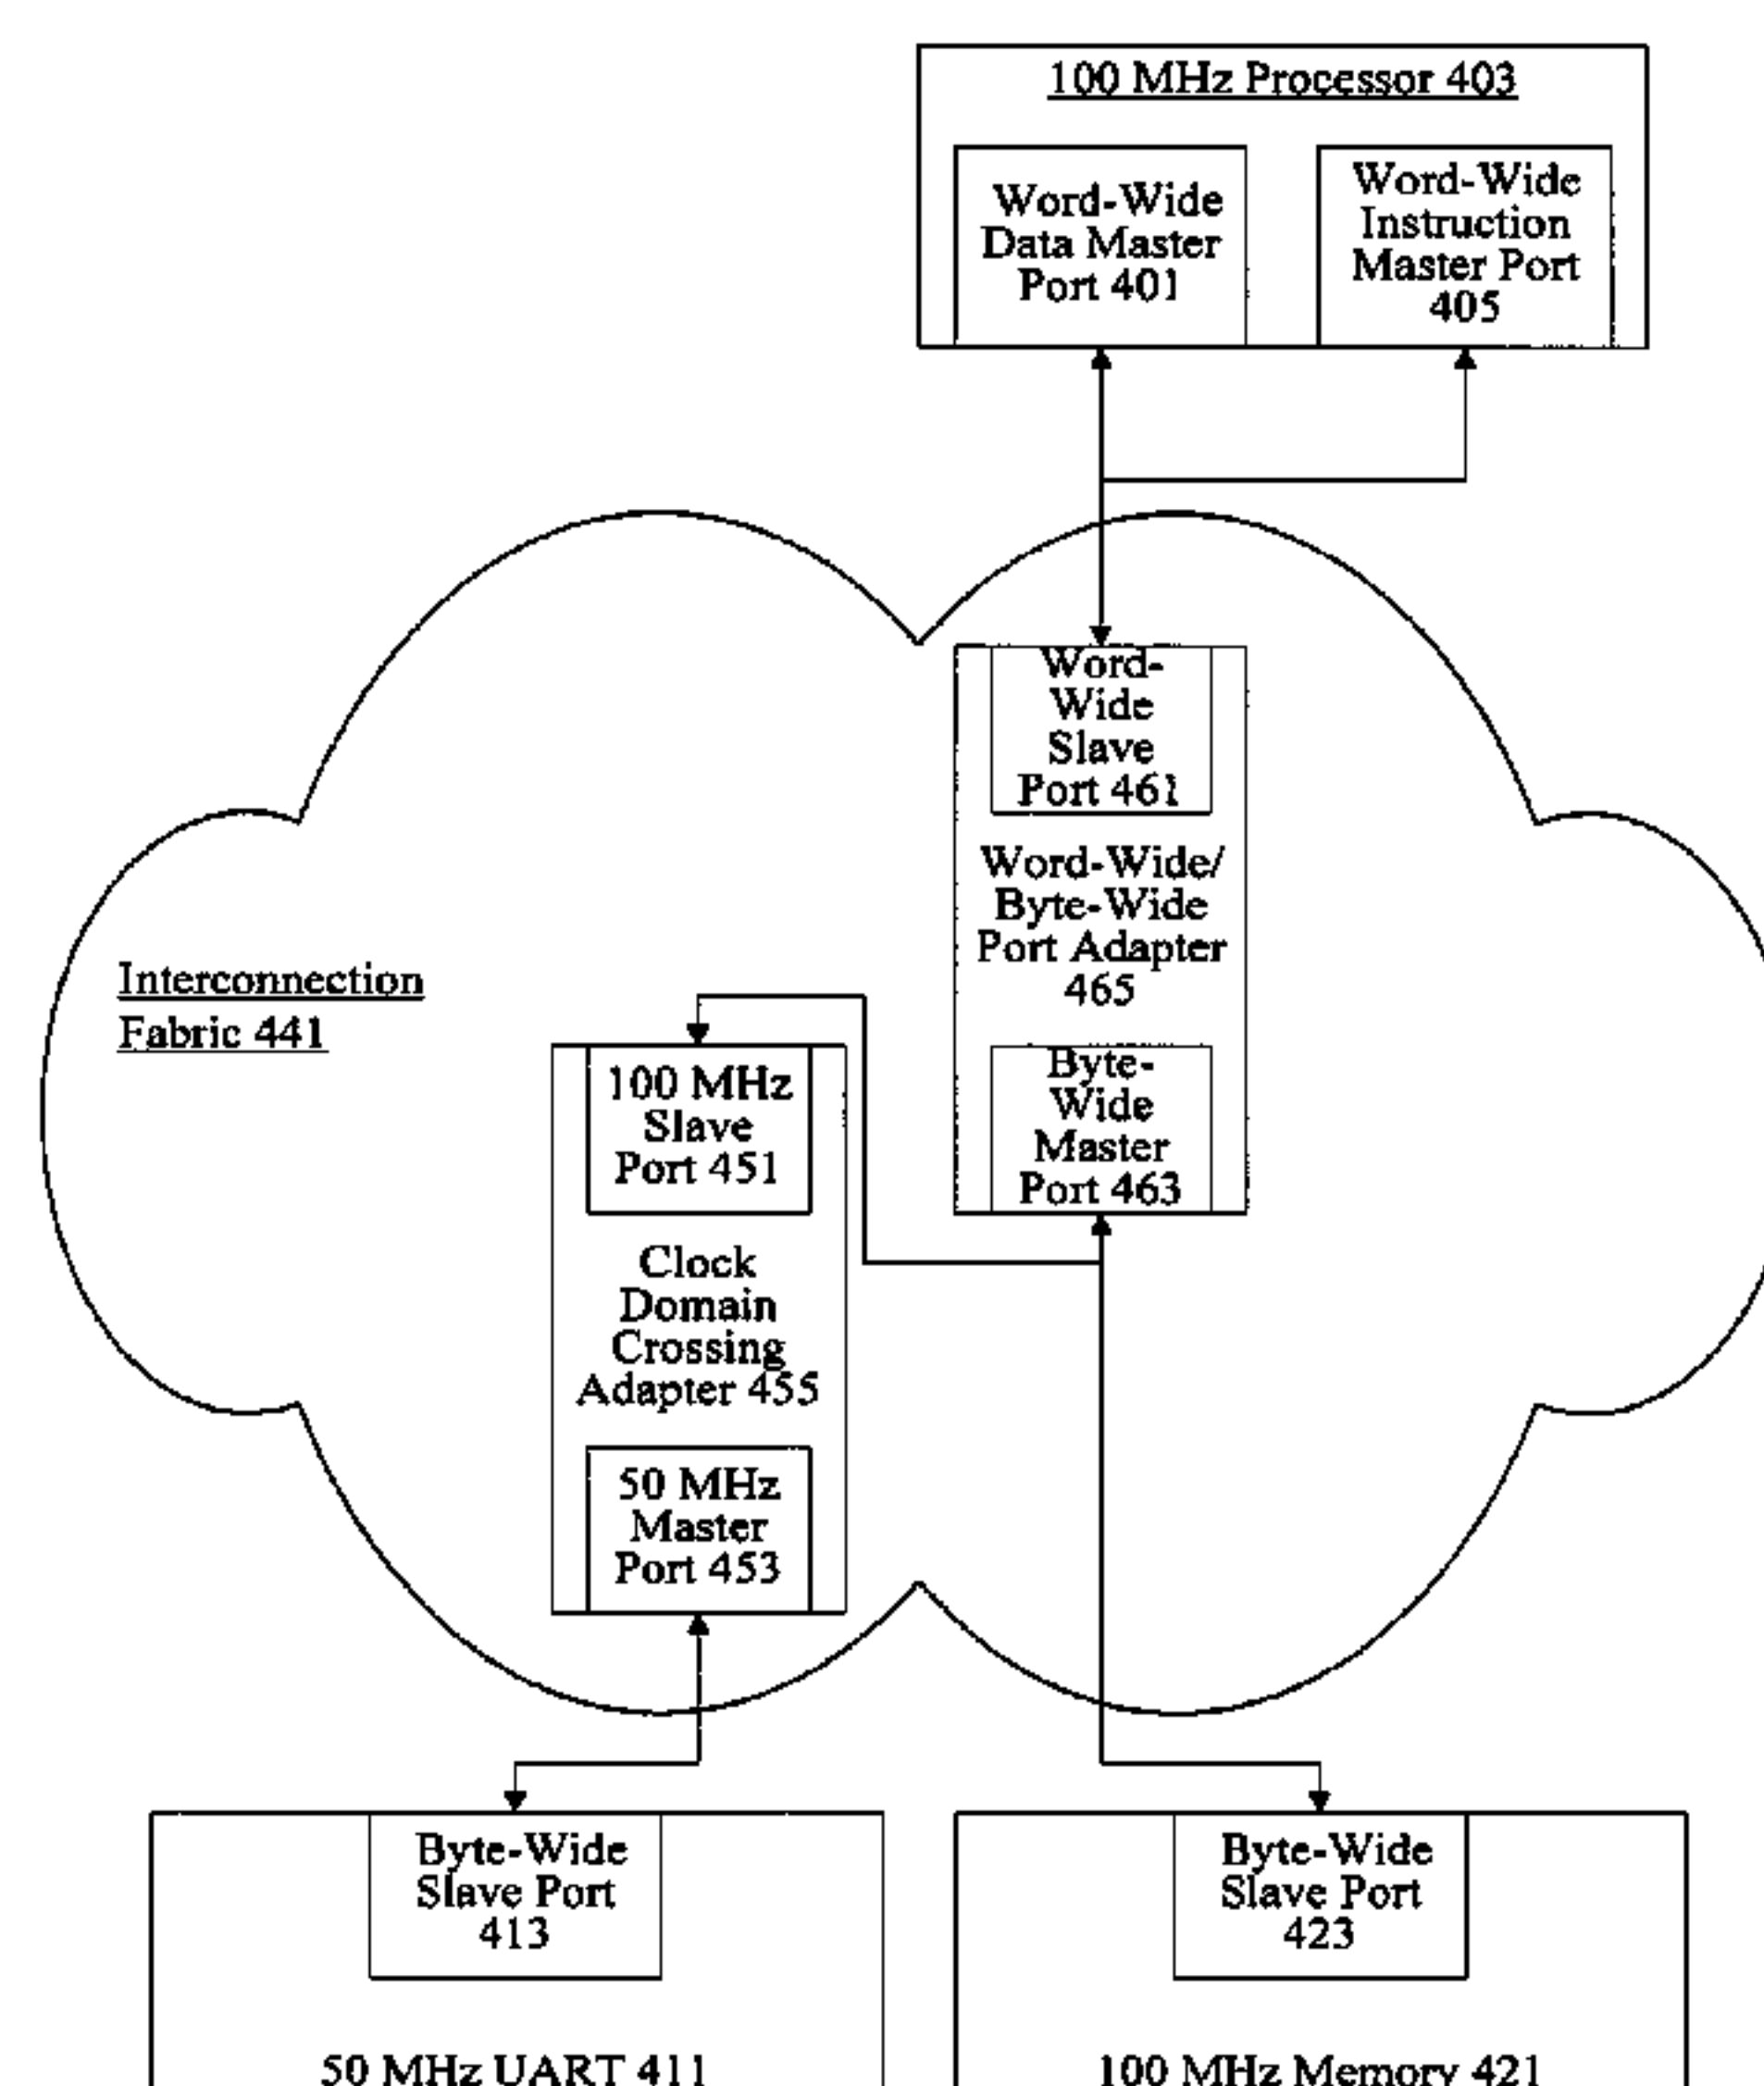 100 MHz Processor 403
Word-Wide
Data Master
Port 401
Word-Wide
Instruction
Master Port
405
Word-
Wide
Slave
Port 461
Word-Wide/
Byte-Wide
Port Adapter
465
Byte-
Wide
Master
Port 463
Interconnection
Fabric 441
100 MHz
Slave
Port 451
Clock
Domain
Crossing
Adapter 455
50 MHz
Master
Port 453
Byte-Wide
Slave Port
413
50 MHz UART 411
Byte-Wide
Slave Port
423
100 MHz Memory 421